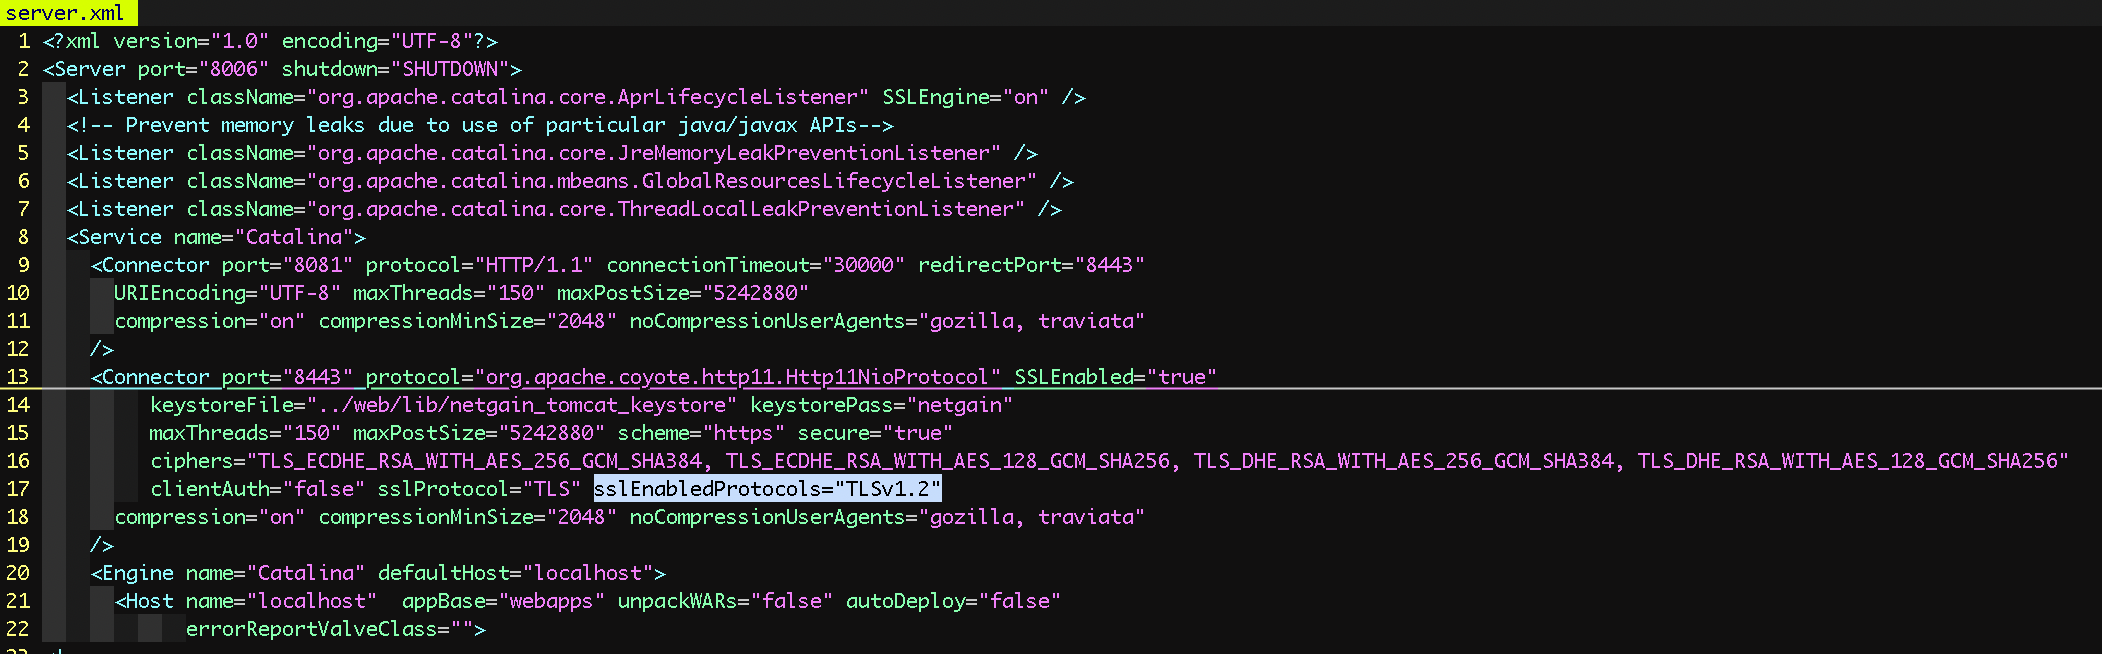 server.xml
1 <?xml version="1.0" encoding="UTF-8"?>
2 <Server port="8006" shutdown="SHUTDOWN">
3 <Listener className="org.apache.catalina.core.AprLifecycleListener" SSLEngine="on" />
4 <!-- Prevent memory leaks due to use of particular java/javax APIs-->
5 <Listener className="org.apache.catalina.core.JreMemoryLeakPreventionListener" />
6 <Listener className="org.apache.catalina.mbeans.GlobalResourcesLifecycleListener" />
7 <Listener className="org.apache.catalina.core.ThreadLocalLeakPreventionListener" />
8 <Service name="Catalina">
9 <Connector port="8081" protocol="HTTP/1.1" connectionTimeout="30000" redirectPort="8443"
10 URIEncoding="UTF-8" maxThreads="150" maxPostSize="5242880"
11 compression="on" compressionMinSize="2048" noCompressionUserAgents="gozilla, traviata"
12 />
13 <Connector port="8443" protocol="org.apache.coyote.http11.Http11NioProtocol" SSLEnabled="true"
14 keystoreFile="../web/lib/netgain_tomcat_keystore" keystorePass="netgain"
15 maxThreads="150" maxPostSize="5242880" scheme="https" secure="true"
16 ciphers="TLS_ECDHE_RSA_WITH_AES_256_GCM_SHA384, TLS_ECDHE_RSA_WITH_AES_128_GCM_SHA256, TLS_DHE_RSA_WITH_AES_256_GCM_SHA384, TLS_DHE_RSA_WITH_AES_128_GCM_SHA256"
17 clientAuth="false" sslProtocol="TLS" sslEnabledProtocols="TLSv1.2"
18 compression="on" compressionMinSize="2048" noCompressionUserAgents="gozilla, traviata"
19 />
20 <Engine name="Catalina" defaultHost="localhost">
21 <Host name="localhost"  appBase="webapps" unpackWARs="false" autoDeploy="false"
22 errorReportValveClass="">